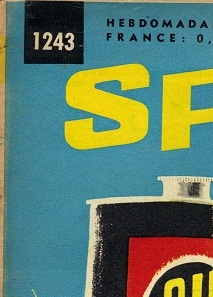 HEBDOMADA
1243
FRANCE: 0,
SP